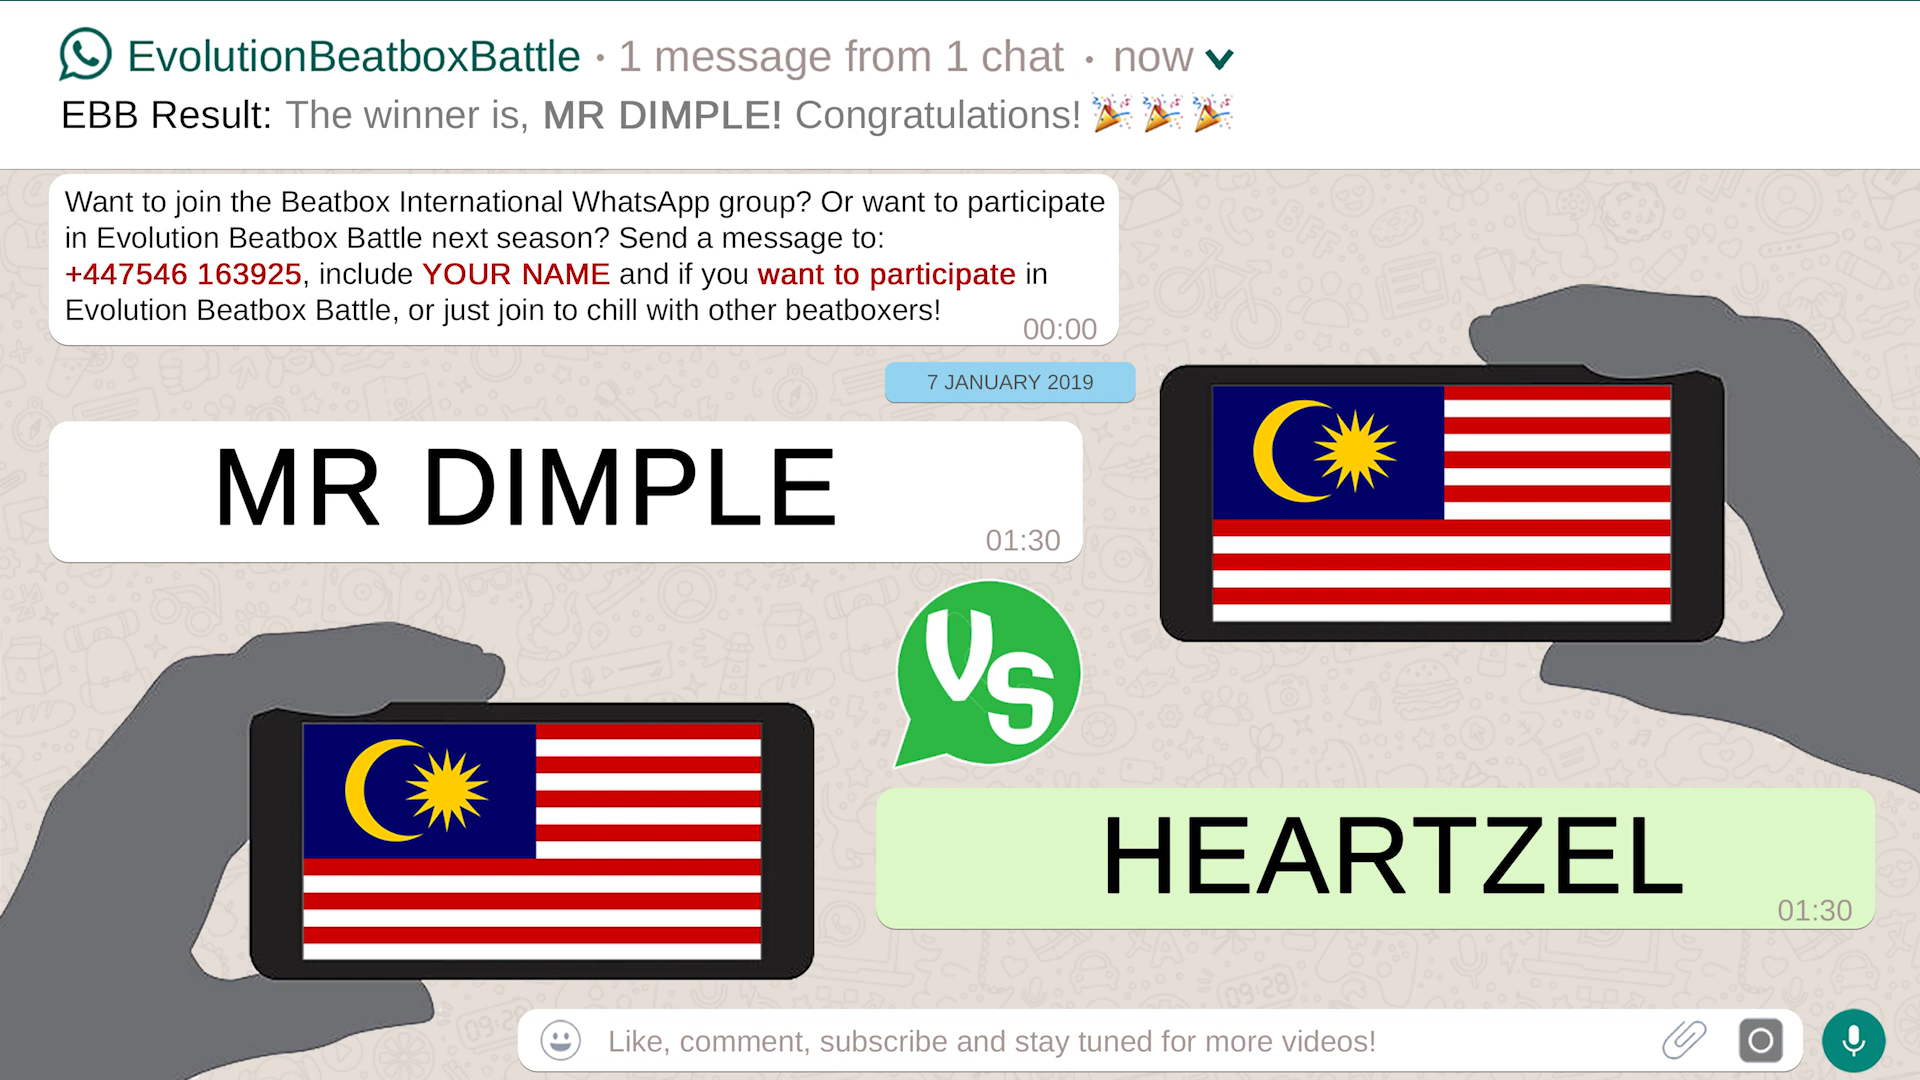 EvolutionBeatboxBattle · 1 message from 1 chat · now
EBB Result: The winner is, MR DIMPLE! Congratulations!
Want to join the Beatbox International WhatsApp group? Or want to participate
in Evolution Beatbox Battle next season? Send a message to:
+447546 163925, include YOUR NAME and if you want to participate in
Evolution Beatbox Battle, or just join to chill with other beatboxers!
00:00
7 JANUARY 2019
MR DIMPLE
01:30
VS
HEARTZEL
01:30
09:28
09:28
Like, comment, subscribe and stay tuned for more videos!